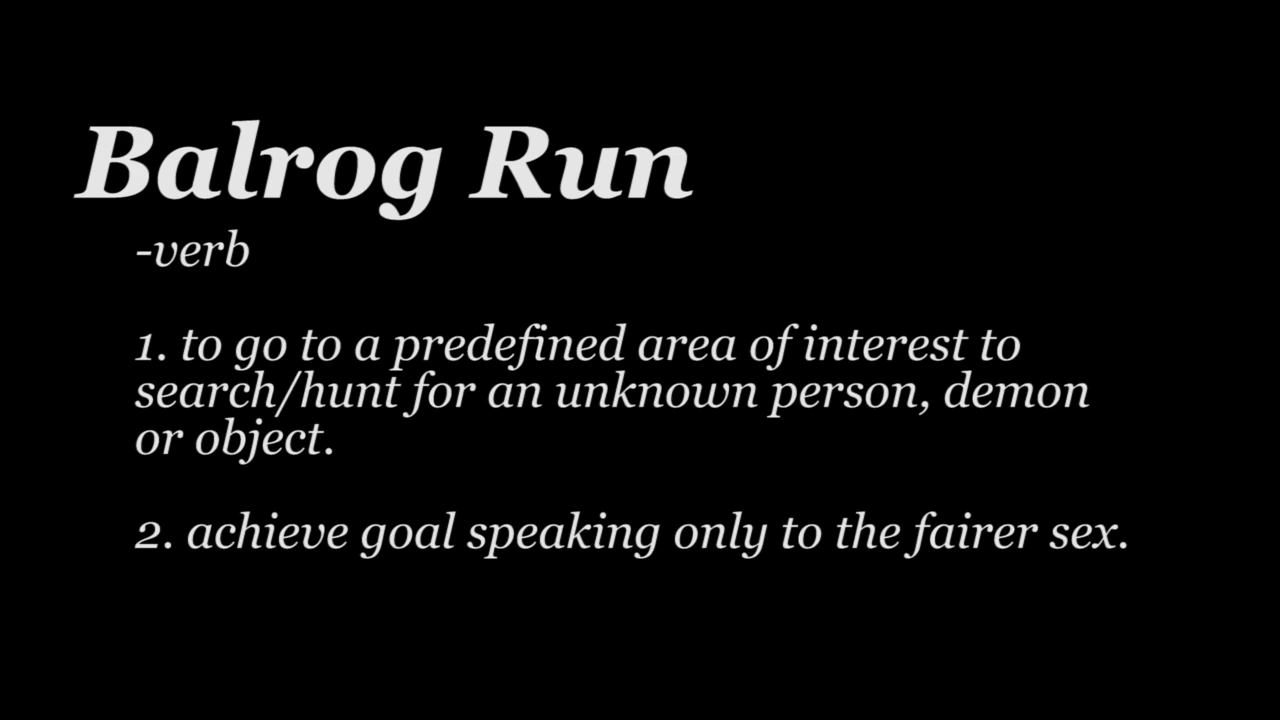 Balrog Run
-verb
1. to go to a predefined area of interest to
search/hunt for an unknown person, demon
or object.
2. achieve goal speaking only to the fairer sex.